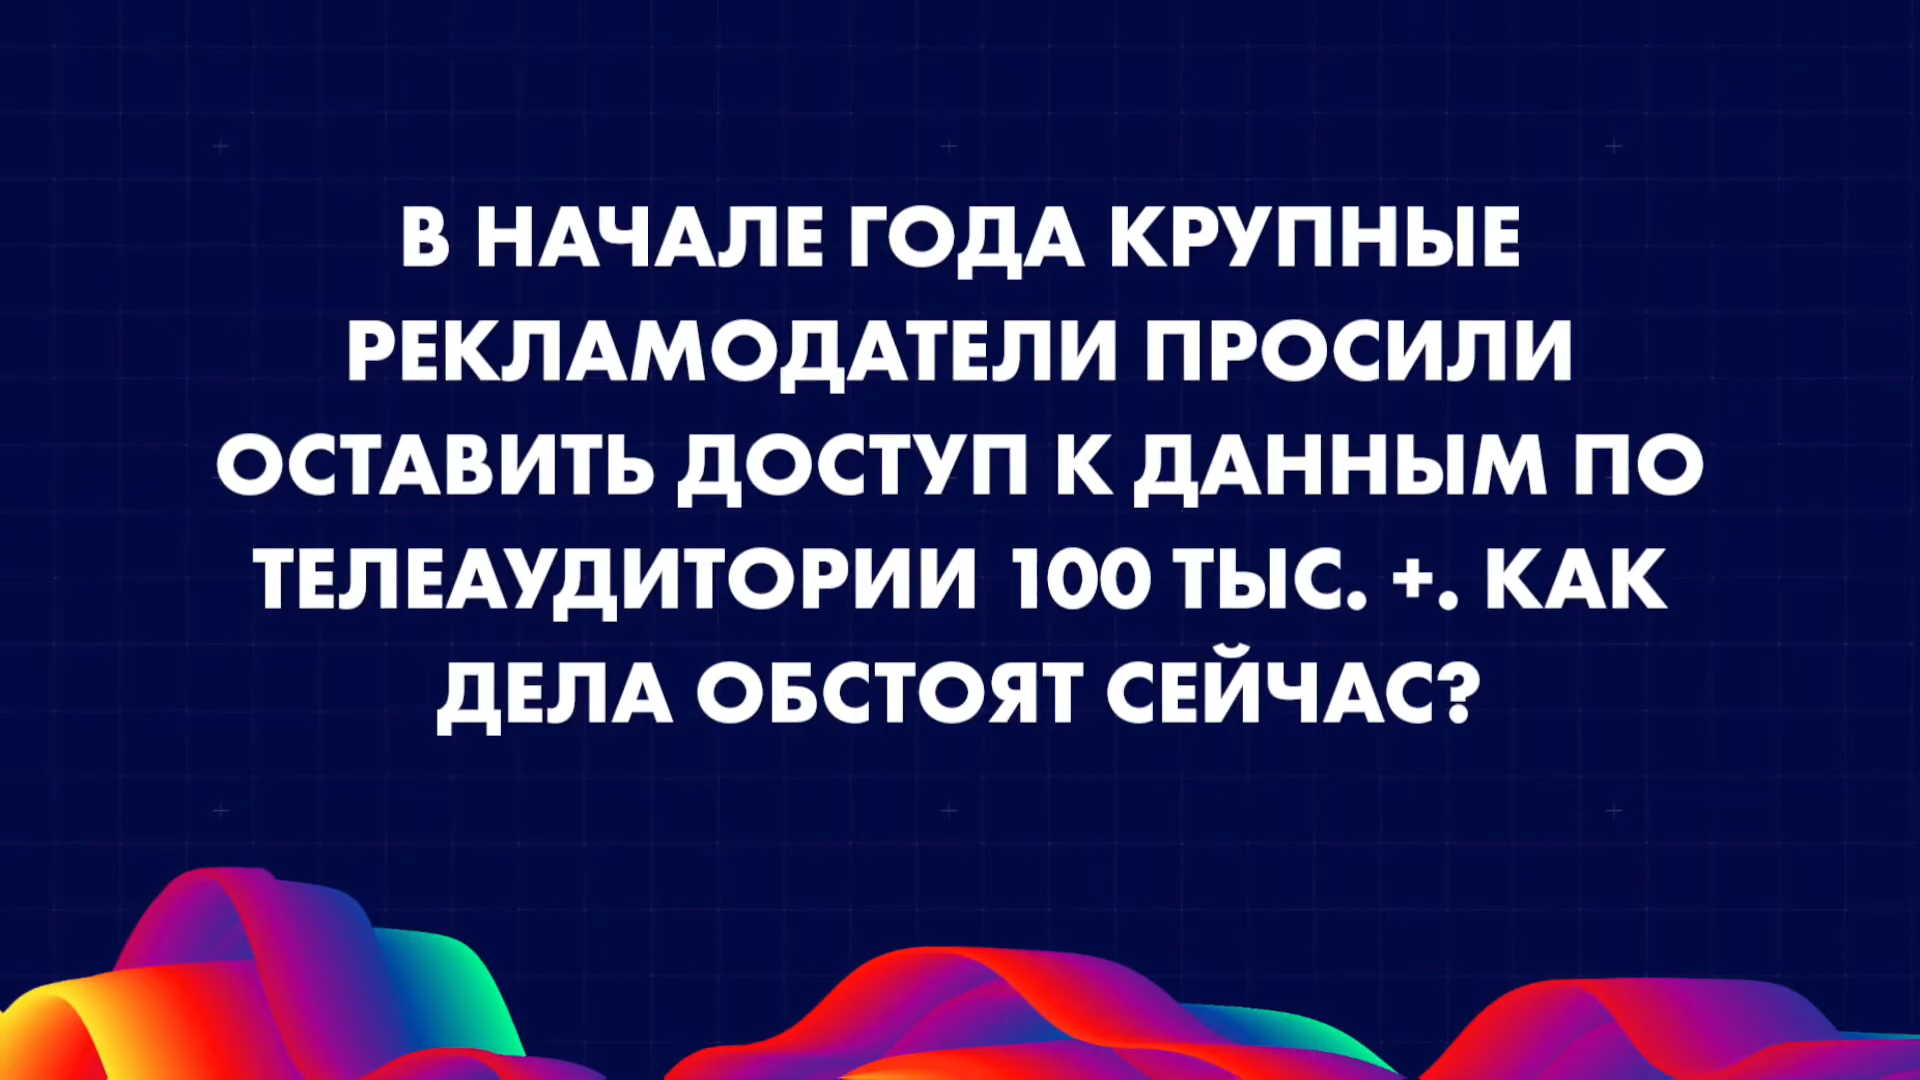 В НАЧАЛЕ ГОДА КРУПНЫЕ
РЕКЛАМОДАТЕЛИ ПРОСИЛИ
ОСТАВИТЬ ДОСТУП К ДАННЫМ ПО
ТЕЛЕАУДИТОРИИ 100 ТЫС. +. КАК
ДЕЛА ОБСТОЯТ СЕЙЧАС?